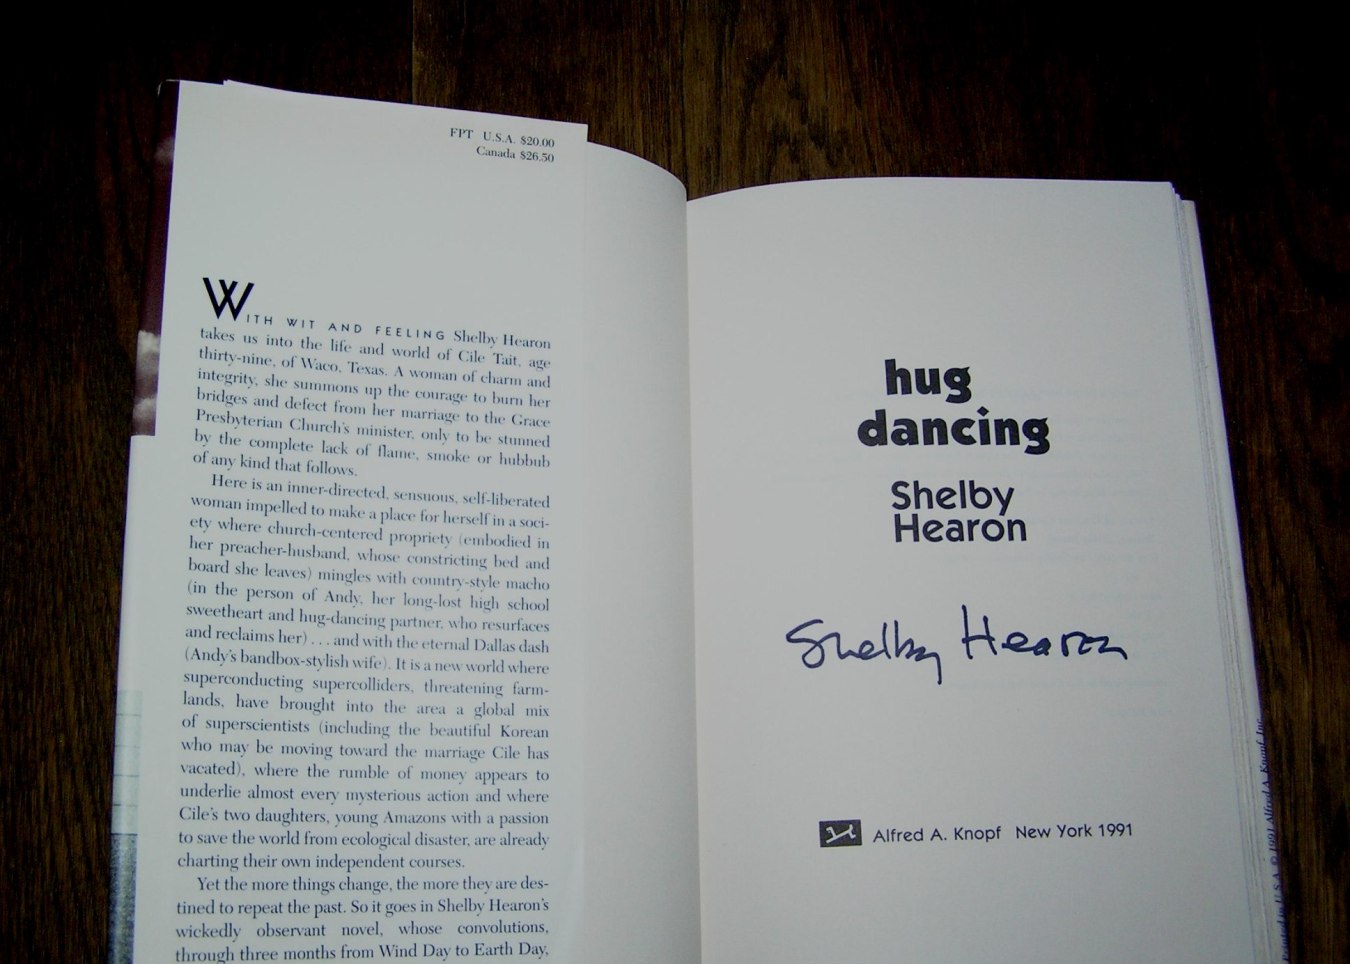 FPT U.S.A. $20.00
Canada $26.50
WITH WIT AND FEELING Shelby Hearon
takes us into the life and world of Cile Tait, age
thirty-nine, of Waco, Texas. A woman of charm and
integrity, she summons up the courage to burn her
bridges and defect from her marriage to the Grace
Presbyterian Church's minister, only to be stunned
by the complete lack of flame, smoke or hubbub
of any kind that follows.
Here is an inner-directed, sensuous, self-liberated
woman impelled to make a place for herself in a soci-
ety where church-centered propriety (embodied in
her preacher-husband, whose constricting bed and
board she leaves) mingles with country-style macho
(in the person of Andy, her long-lost high school
sweetheart and hug-dancing partner, who resurfaces
and reclaims her) . . . and with the eternal Dallas dash
(Andy's bandbox-stylish wife). It is a new world where
superconducting supercolliders, threatening farm-
lands, have brought into the area a global mix
of superscientists (including the beautiful Korean
who may be moving toward the marriage Cile has
vacated), where the rumble of money appears to
underlie almost every mysterious action and where
Cile's two daughters, young Amazons with a passion
to save the world from ecological disaster, are already
charting their own independent courses.
Yet the more things change, the more they are des-
tined to repeat the past. So it goes in Shelby Hearon's
wickedly observant novel, whose convolutions,
through three months from Wind Day to Earth Day,
hug
dancing
Shelby
Hearon
Shelby Hearon
Alfred A. Knopf New York 1991
Printed in U.S.A. © 1991 Alfred A. Knopf, Inc.